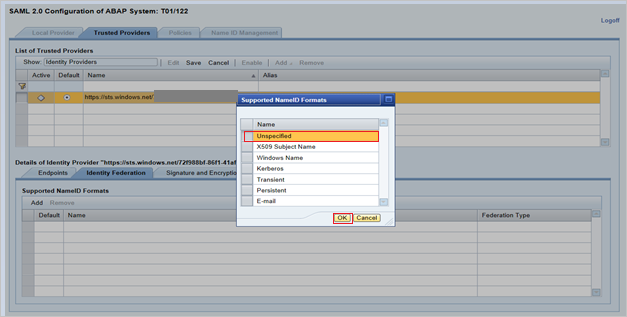 SAML 2.0 Configuration of ABAP System: T01/122
Logoff
Local Provider Trusted Providers Policies Name ID Management
List of Trusted Providers
Show: Identity Providers Edit Save Cancel Enable Add Remove
Active Default Name Alias
https://sts.windows.net/
Supported NameID Formats
Name
Unspecified
X509 Subject Name
Windows Name
Kerberos
Transient
Persistent
E-mail
OK Cancel
Details of Identity Provider "https://sts.windows.net/72f988bf-86f1-41af
Endpoints Identity Federation Signature and Encryptio
Supported NameID Formats
Add Remove
Default Name Federation Type